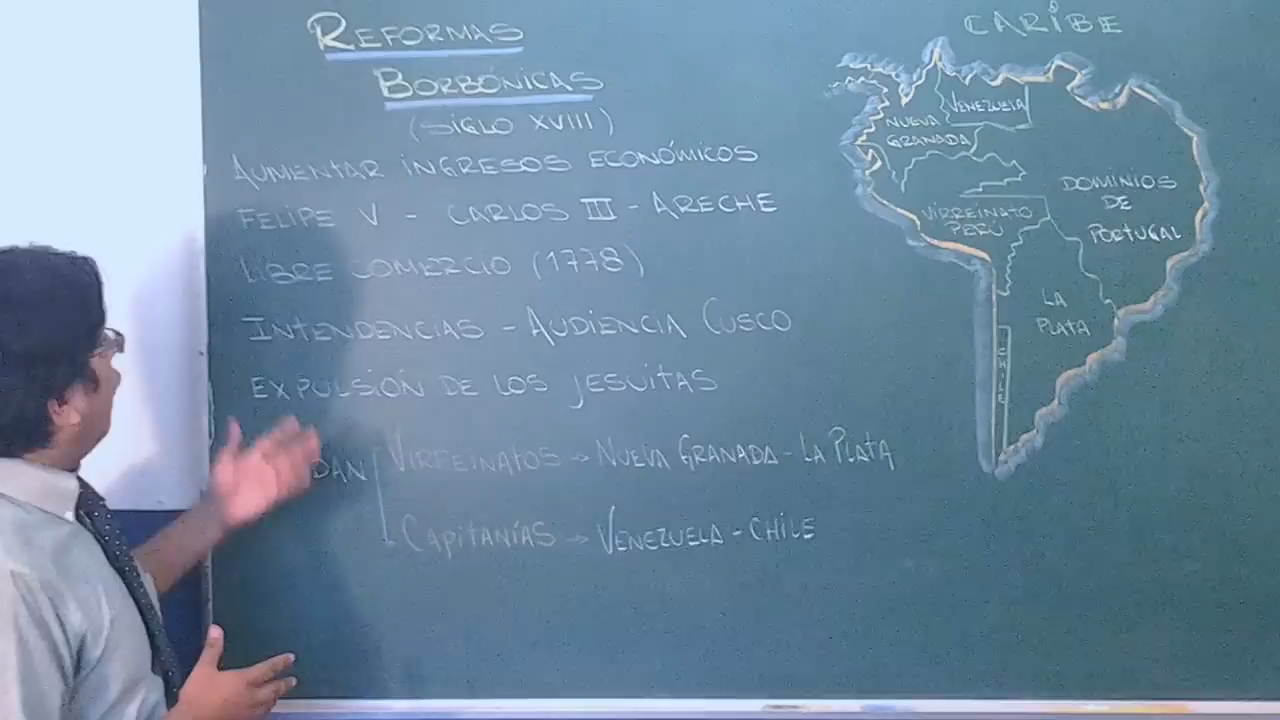 REFORMAS
BORBÓNICAS
(SIGLO XVIII)
AUMENTAR INGRESOS ECONÓMICOS
FELIPE V - CARLOS III - ARECHE
LIBRE COMERCIO (1778)
INTENDENCIAS - AUDIENCIA CUSCO
EXPULSIÓN DE LOS JESUITAS
VIRREINATOS → NUEVA GRANADA - LA PLATA
CAPITANÍAS → VENEZUELA - CHILE
CARIBE
VENEZUELA
NUEVA
GRANADA
DOMINIOS
DE
PORTUGAL
VIRREINATO
PERÚ
LA
PLATA
CHILE